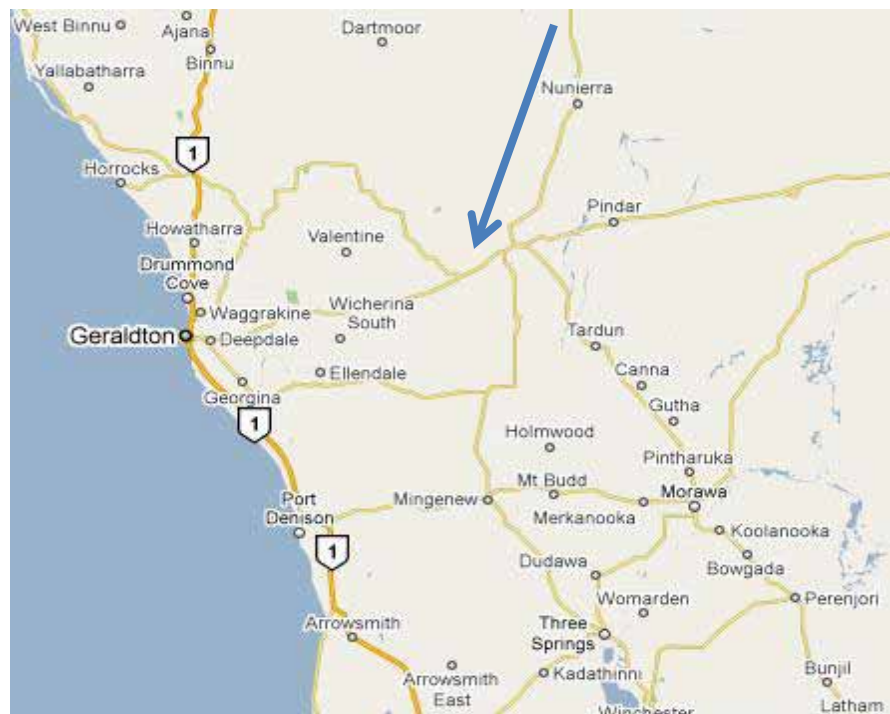 West Binnu
Ajana
Dartmoor
Binnu
Yallabatharra
Nunierra
1
Horrocks
Pindar
Howatharra
Valentine
Drummond
Cove
Waggrakine
Wicherina
South
Geraldton
Deepdale
Tardun
Ellendale
Canna
Georgina
Gutha
1
Holmwood
Pintharuka
Mt Budd
Port
Denison
Mingenew
Morawa
Merkanooka
Koolanooka
1
Dudawa
Bowgada
Womarden
Perenjori
Arrowsmith
Three
Springs
Arrowsmith
East
Kadathinni
Bunjil
Winchester
Latham